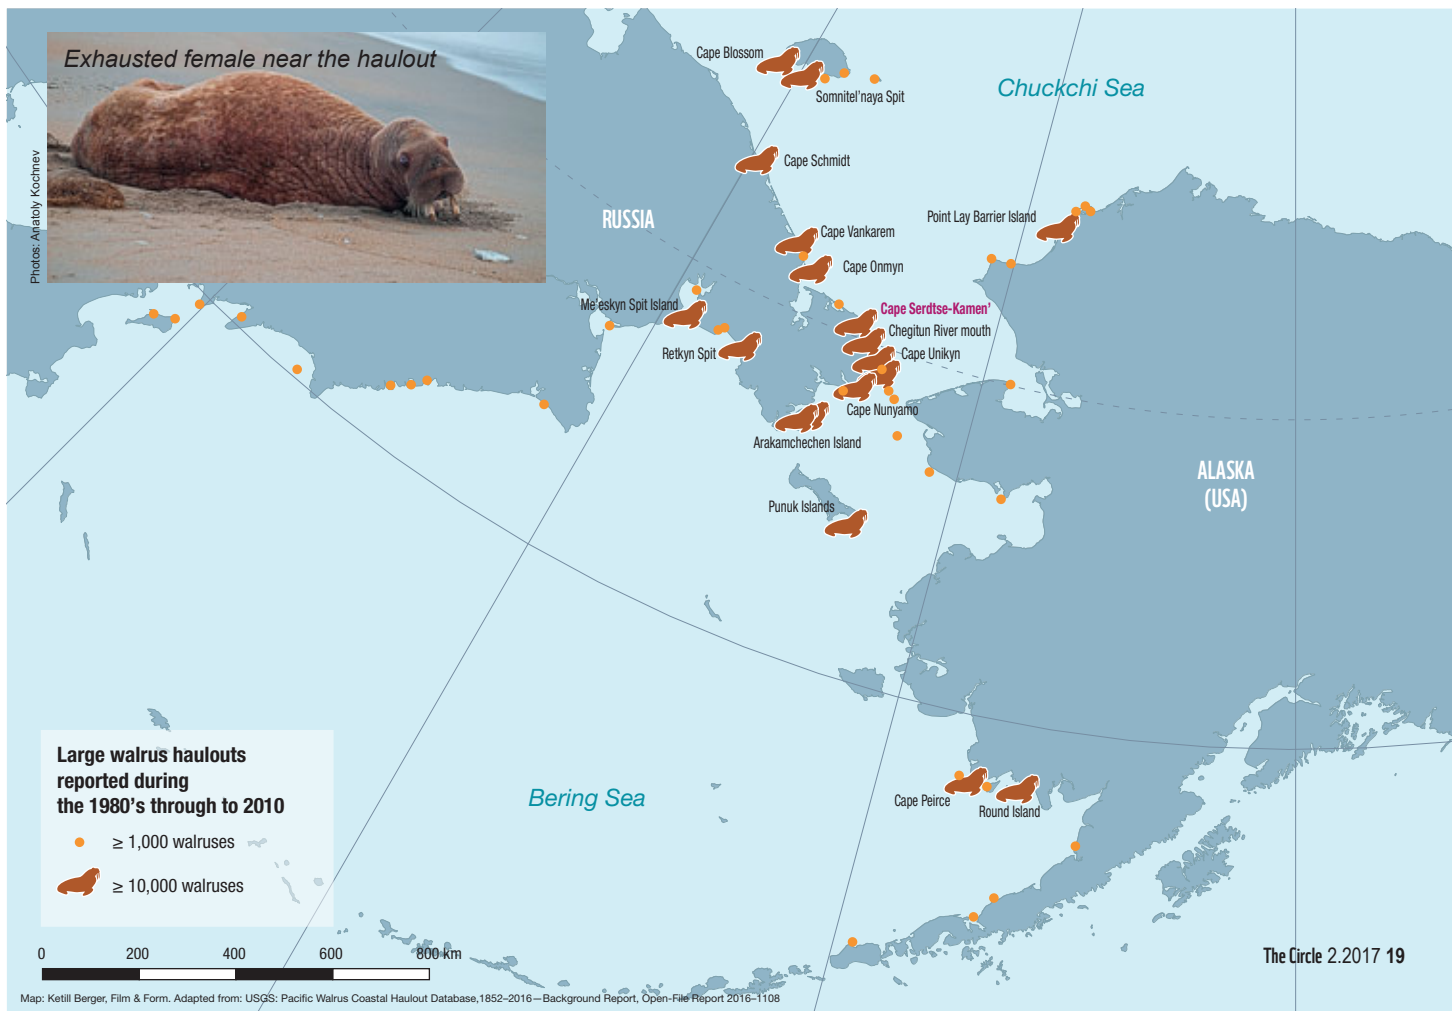 Exhausted female near the haulout
Photos: Anatoly Kochnev
Cape Blossom
Somnitel'naya Spit
Chuckchi Sea
Cape Schmidt
RUSSIA
Point Lay Barrier Island
Cape Vankarem
Cape Onmyn
Me'eskyn Spit Island
Cape Serdtse-Kamen'
Chegitun River mouth
Retkyn Spit
Cape Unikyn
Cape Nunyamo
Arakamchechen Island
ALASKA
(USA)
Punuk Islands
Large walrus haulouts
reported during
the 1980's through to 2010
≥ 1,000 walruses
≥ 10,000 walruses
Bering Sea
Cape Peirce
Round Island
0 200 400 600 800 km
The Circle 2.2017 19
Map: Ketill Berger, Film & Form. Adapted from: USGS: Pacific Walrus Coastal Haulout Database,1852–2016—Background Report, Open-File Report 2016–1108